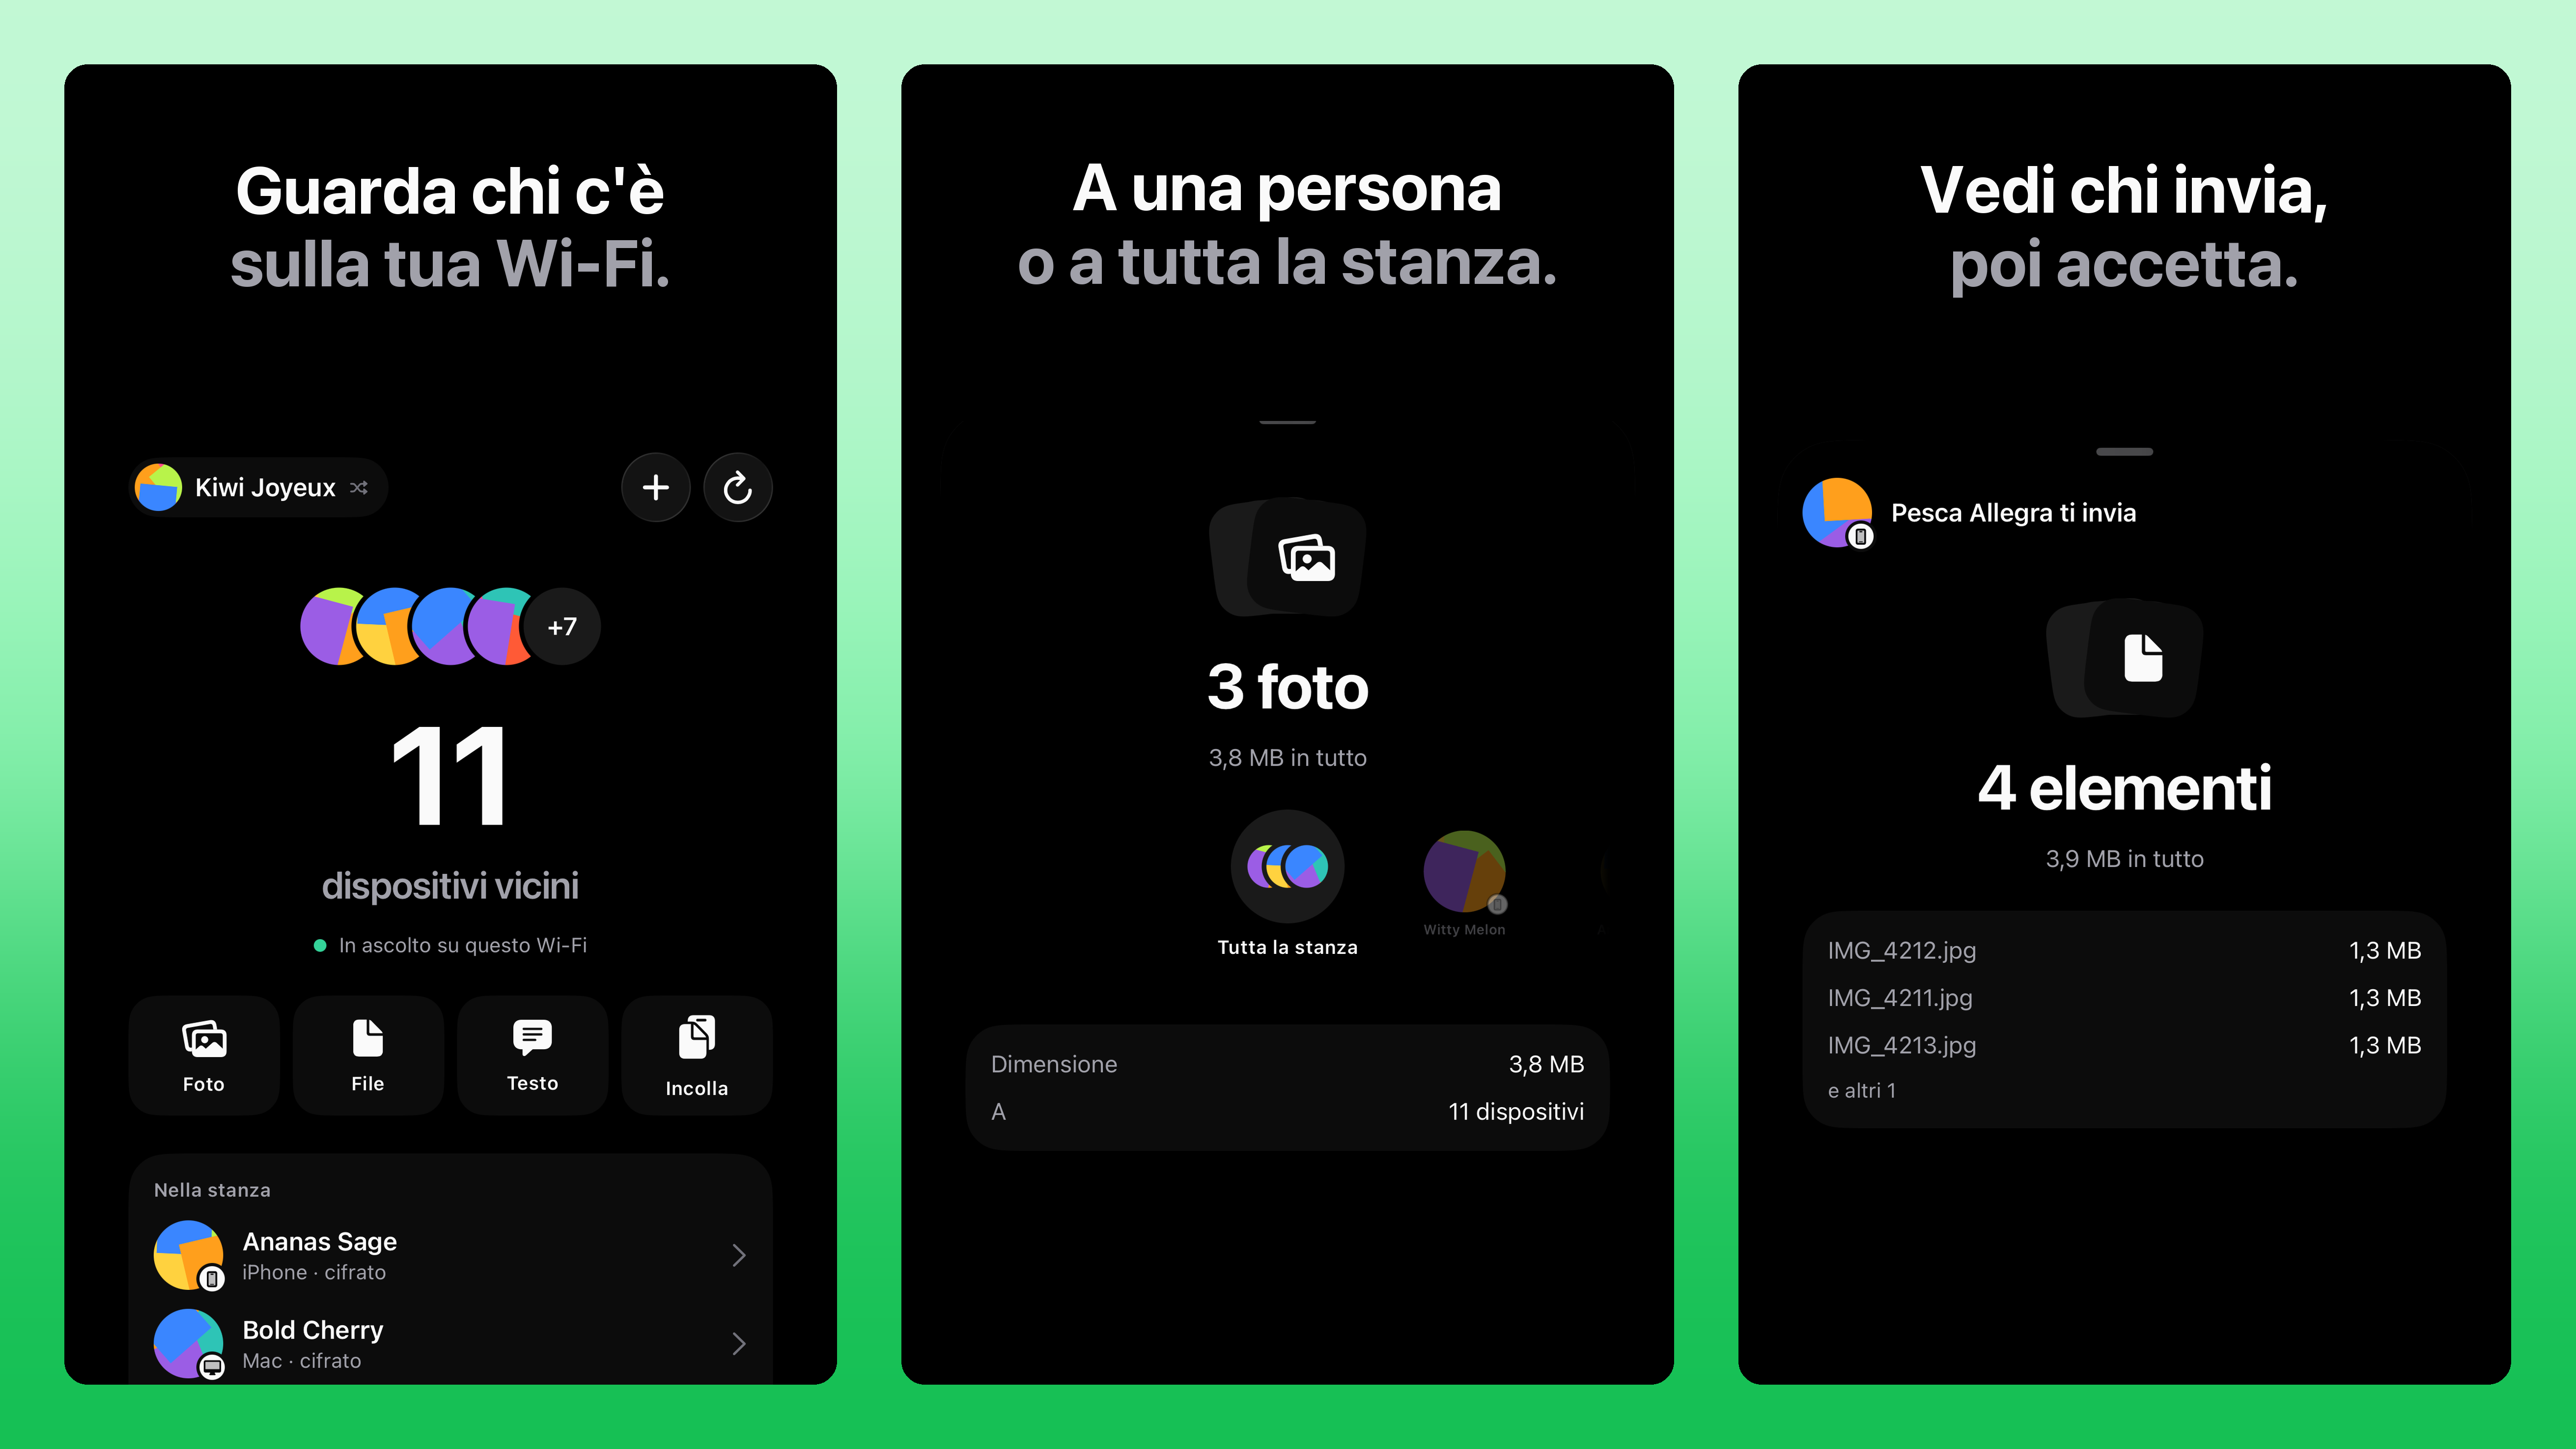 Guarda chi c'è
sulla tua Wi-Fi.
Kiwi Joyeux
+7
11
dispositivi vicini
In ascolto su questo Wi-Fi
Foto
File
Testo
Incolla
Nella stanza
Ananas Sage
iPhone · cifrato
Bold Cherry
Mac · cifrato
A una persona
o a tutta la stanza.
3 foto
3,8 MB in tutto
Tutta la stanza
Witty Melon
Dimensione 3,8 MB
A 11 dispositivi
Vedi chi invia,
poi accetta.
Pesca Allegra ti invia
4 elementi
3,9 MB in tutto
IMG_4212.jpg 1,3 MB
IMG_4211.jpg 1,3 MB
IMG_4213.jpg 1,3 MB
e altri 1